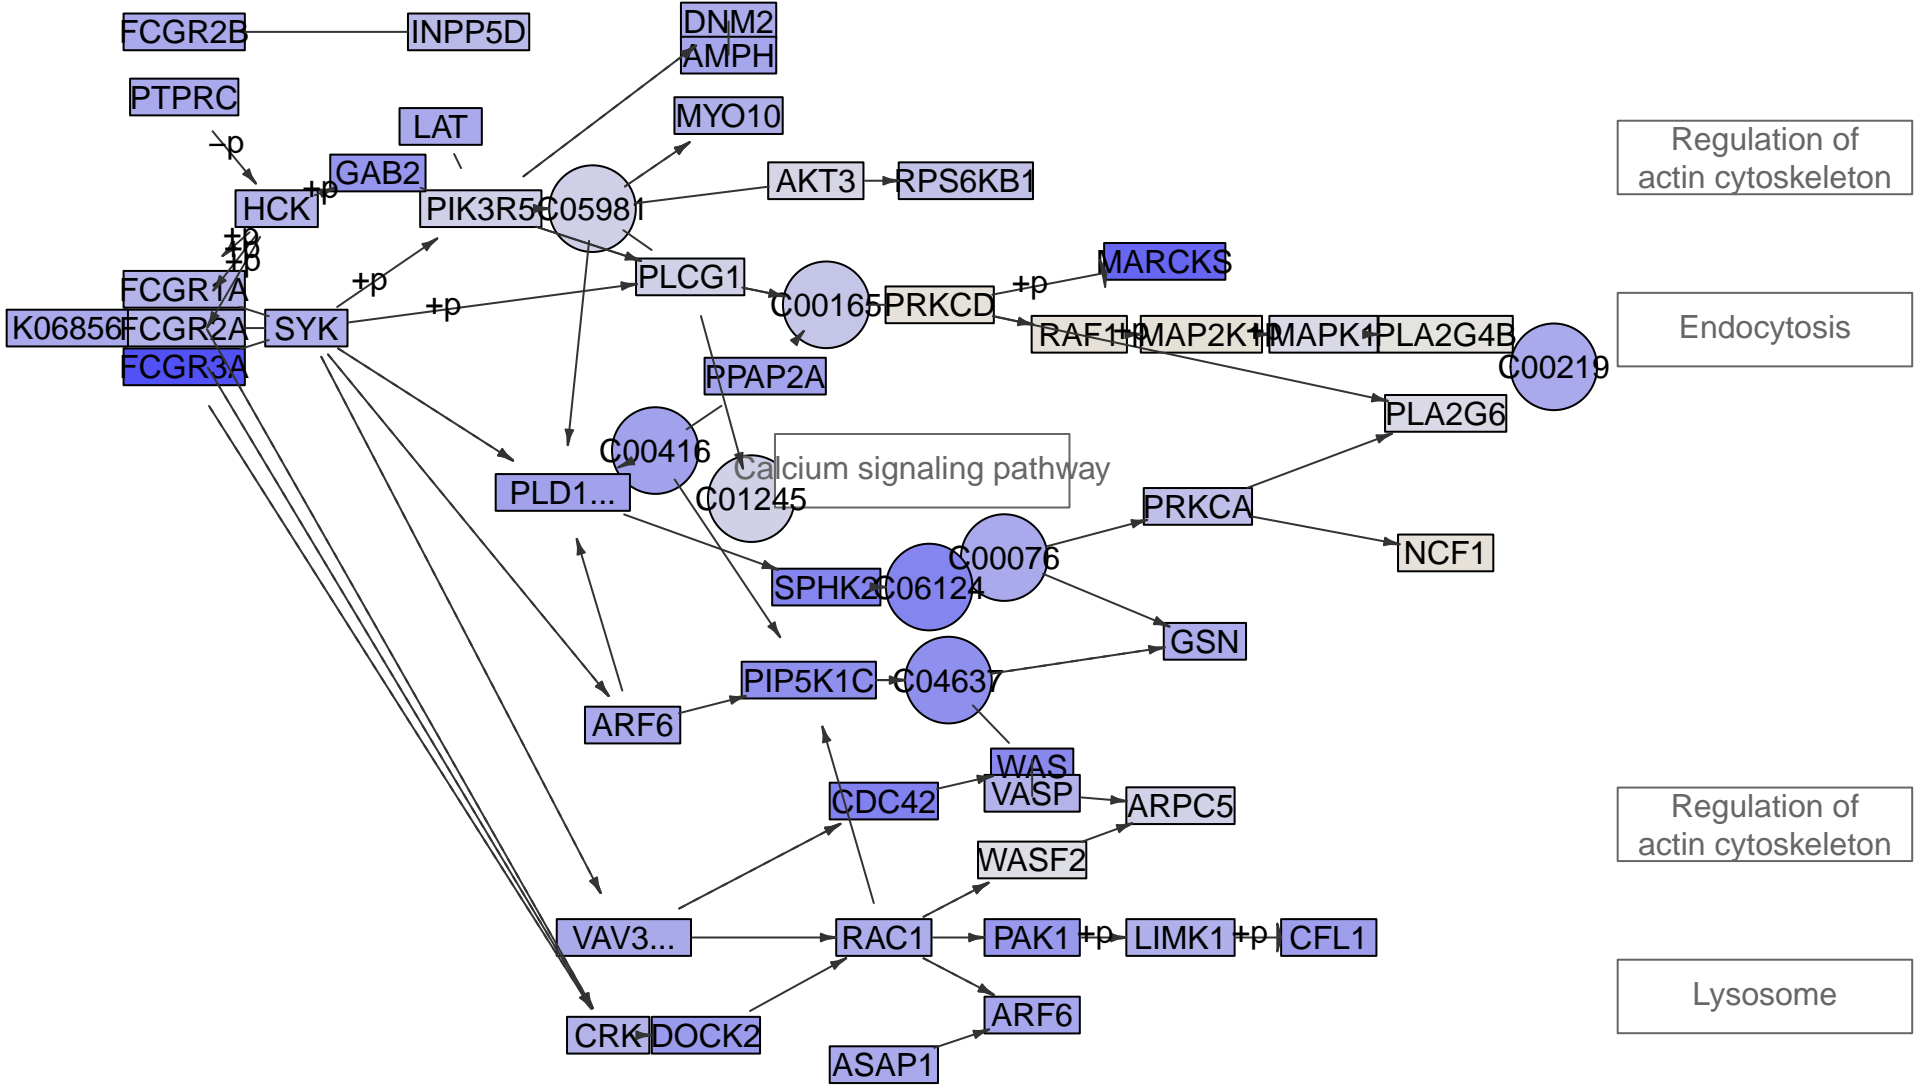 FCGR2B
INPP5D
DNM2
AMPH
PTPRC
LAT
MYO10
Regulation of
actin cytoskeleton
–p
GAB2
+p
AKT3
RPS6KB1
HCK
PIK3R5
C05981
+p
+p
+p
MARCKS
FCGR1A
+p
PLCG1
+p
C00165
PRKCD
+p
K06856
FCGR2A
SYK
RAF1
+p
MAP2K1
+p
MAPK1
PLA2G4B
Endocytosis
FCGR3A
PPAP2A
C00219
PLA2G6
C00416
Calcium signaling pathway
PLD1...
C01245
PRKCA
C00076
NCF1
SPHK2
C06124
GSN
PIP5K1C
C04637
ARF6
WAS
CDC42
VASP
ARPC5
Regulation of
actin cytoskeleton
WASF2
VAV3...
RAC1
PAK1
+p
LIMK1
+p
CFL1
Lysosome
ARF6
CRK
DOCK2
ASAP1